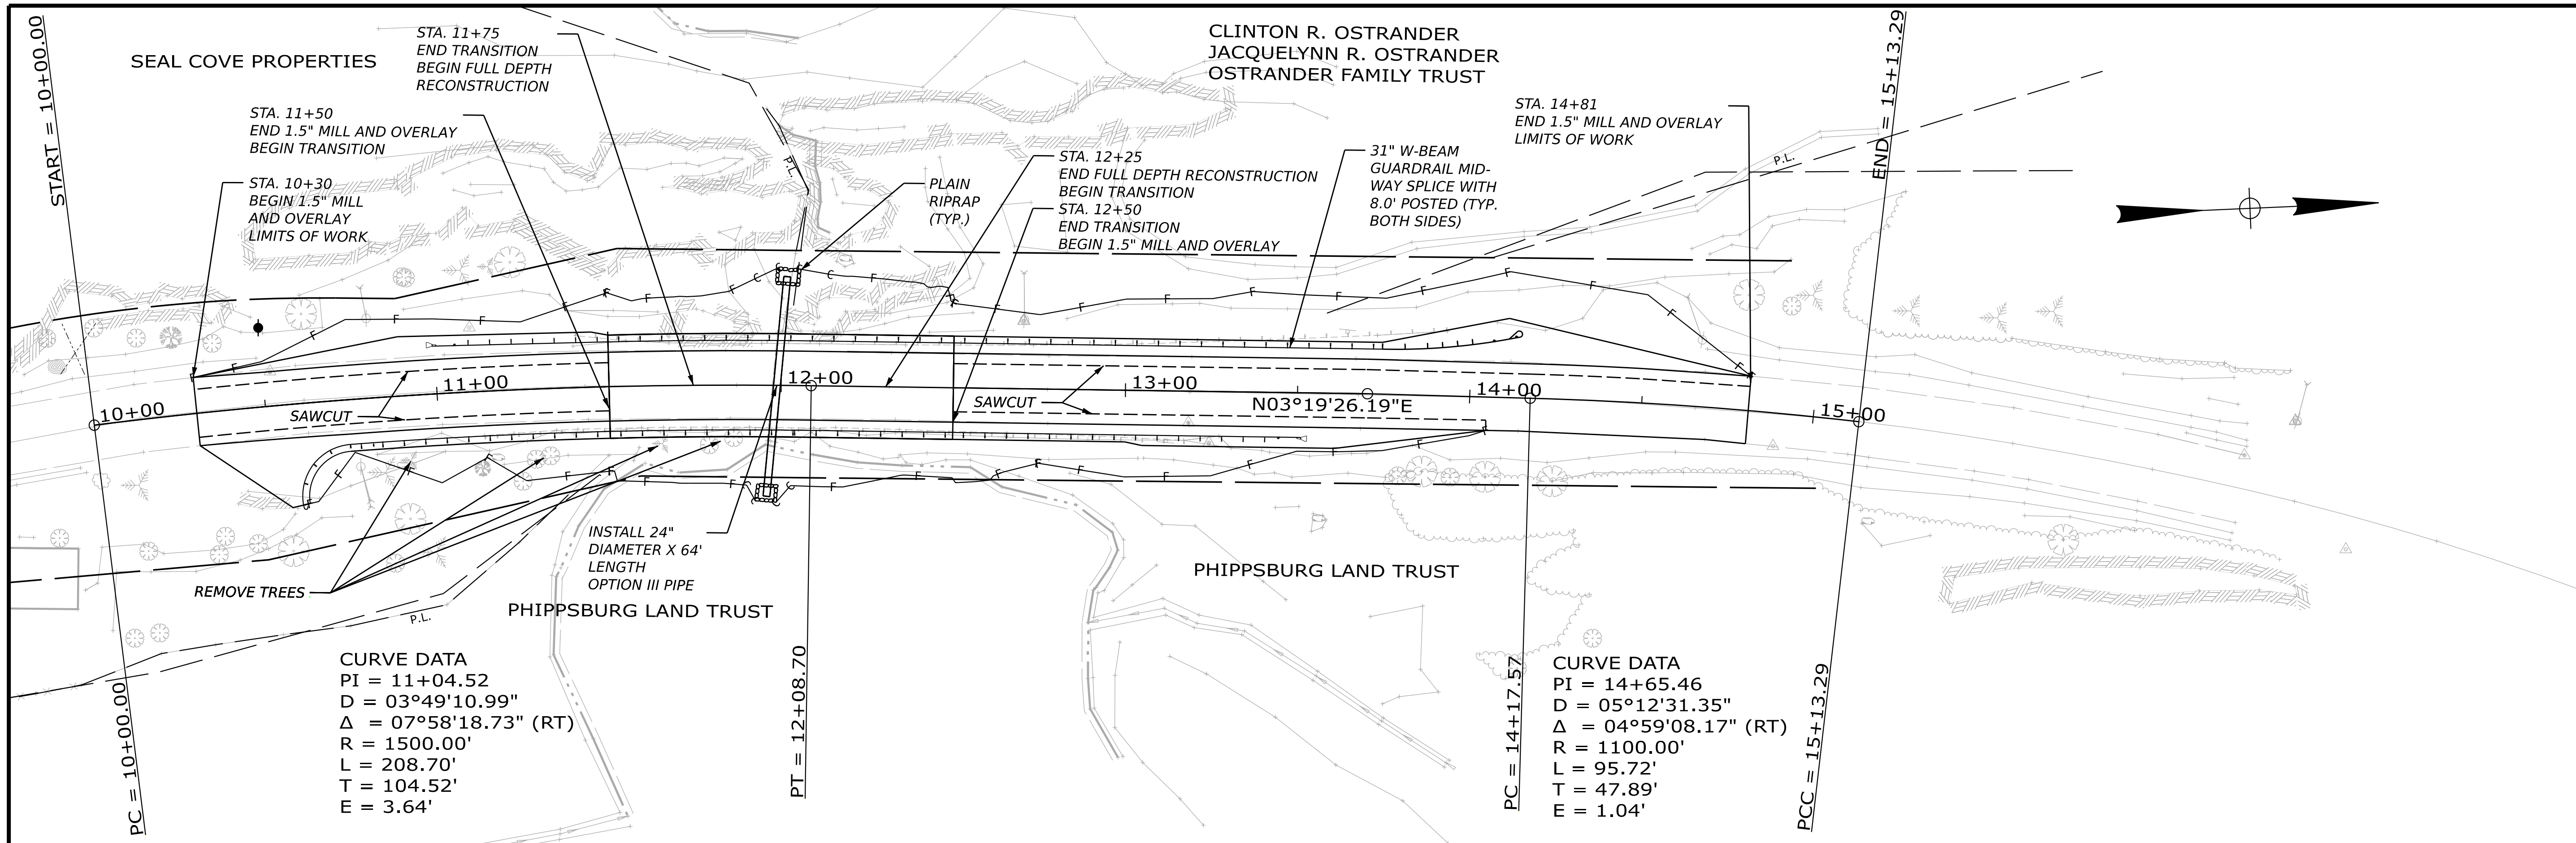 START = 10+00.00
SEAL COVE PROPERTIES
STA. 11+75
END TRANSITION
BEGIN FULL DEPTH
RECONSTRUCTION
CLINTON R. OSTRANDER
JACQUELYNN R. OSTRANDER
OSTRANDER FAMILY TRUST
END = 15+13.29
STA. 11+50
END 1.5" MILL AND OVERLAY
BEGIN TRANSITION
STA. 10+30
BEGIN 1.5" MILL
AND OVERLAY
LIMITS OF WORK
P.L.
PLAIN
RIPRAP
(TYP.)
STA. 12+25
END FULL DEPTH RECONSTRUCTION
BEGIN TRANSITION
STA. 12+50
END TRANSITION
BEGIN 1.5" MILL AND OVERLAY
31" W-BEAM
GUARDRAIL MID-
WAY SPLICE WITH
8.0' POSTED (TYP.
BOTH SIDES)
STA. 14+81
END 1.5" MILL AND OVERLAY
LIMITS OF WORK
P.L.
10+00
11+00
12+00
13+00
14+00
15+00
SAWCUT
SAWCUT
N03°19'26.19"E
REMOVE TREES
INSTALL 24"
DIAMETER X 64'
LENGTH
OPTION III PIPE
PHIPPSBURG LAND TRUST
PHIPPSBURG LAND TRUST
P.L.
PC = 10+00.00
CURVE DATA
PI = 11+04.52
D = 03°49'10.99"
Δ = 07°58'18.73" (RT)
R = 1500.00'
L = 208.70'
T = 104.52'
E = 3.64'
PT = 12+08.70
PC = 14+17.57
CURVE DATA
PI = 14+65.46
D = 05°12'31.35"
Δ = 04°59'08.17" (RT)
R = 1100.00'
L = 95.72'
T = 47.89'
E = 1.04'
PCC = 15+13.29